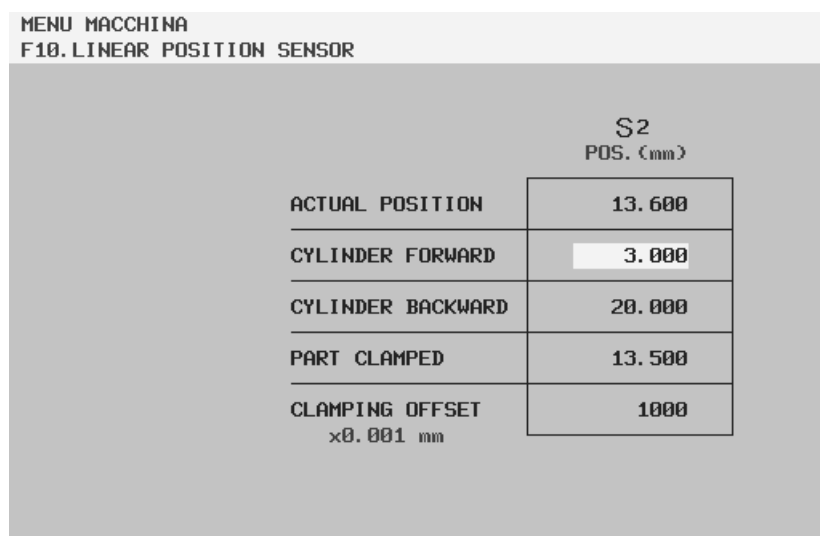 MENU MACCHINA
F10.LINEAR POSITION SENSOR
S2
POS.(mm)
ACTUAL POSITION 13.600
CYLINDER FORWARD 3.000
CYLINDER BACKWARD 20.000
PART CLAMPED 13.500
CLAMPING OFFSET 1000
x0.001 mm